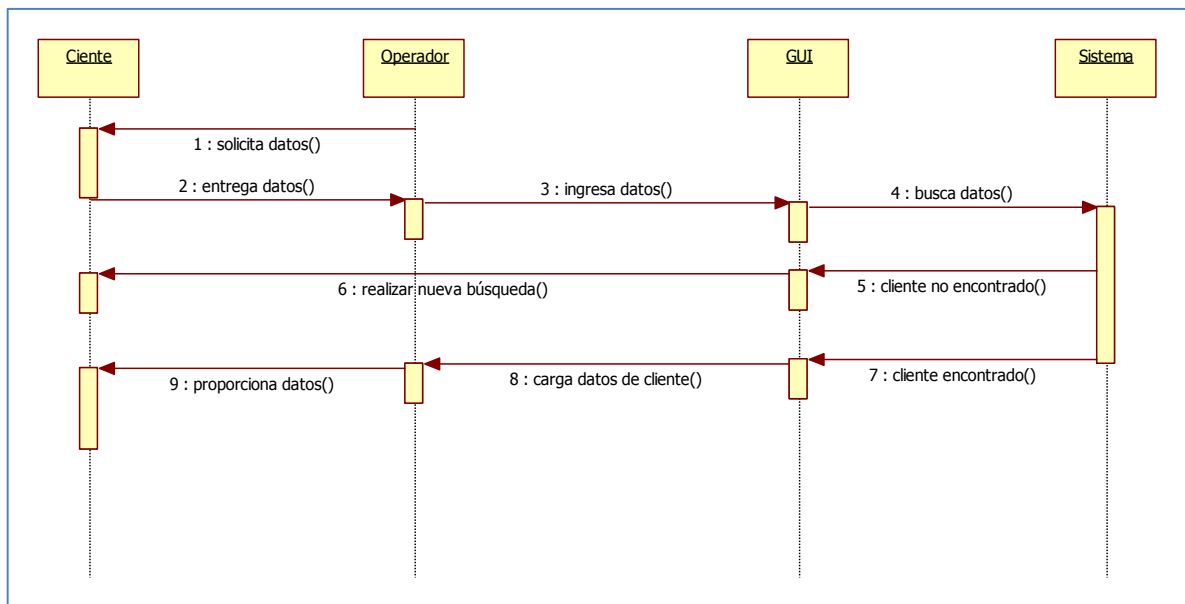 Ciente
Operador
GUI
Sistema
1 : solicita datos()
2 : entrega datos()
3 : ingresa datos()
4 : busca datos()
5 : cliente no encontrado()
6 : realizar nueva búsqueda()
7 : cliente encontrado()
8 : carga datos de cliente()
9 : proporciona datos()